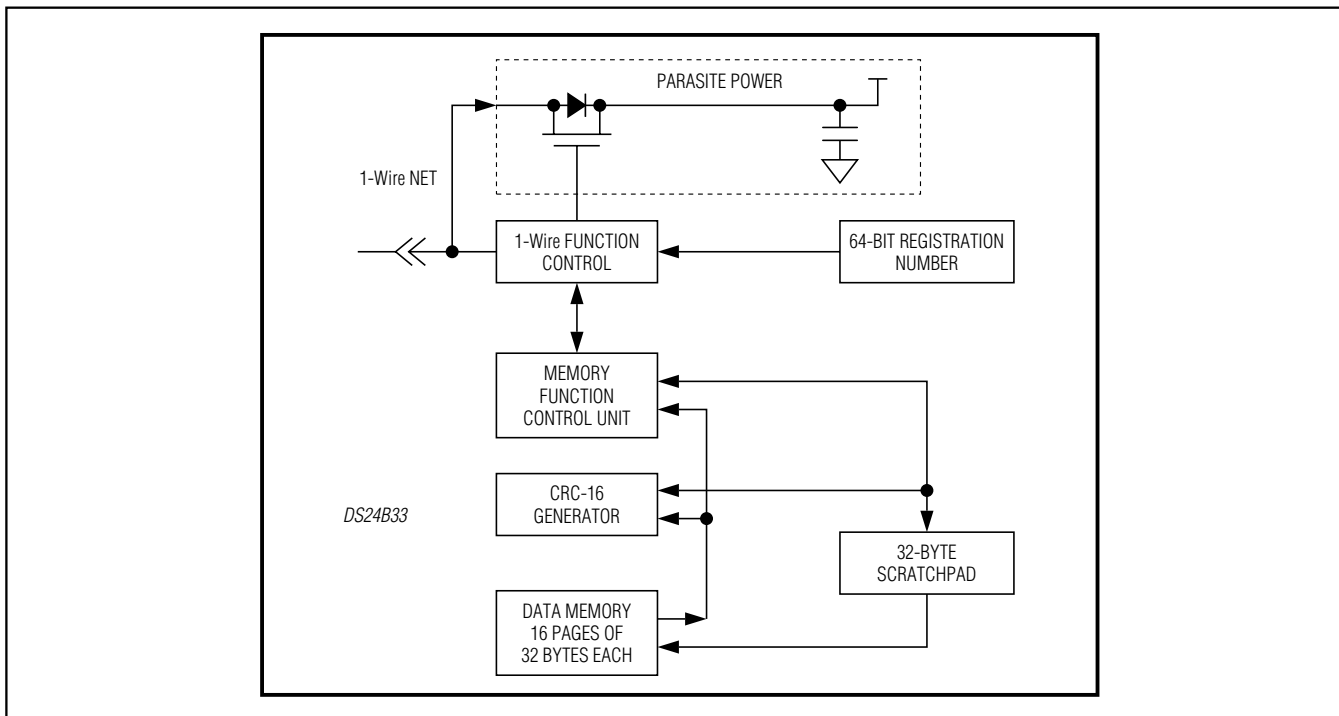 PARASITE POWER
1-Wire NET
1-Wire FUNCTION
CONTROL
64-BIT REGISTRATION
NUMBER
MEMORY
FUNCTION
CONTROL UNIT
CRC-16
GENERATOR
DS24B33
32-BYTE
SCRATCHPAD
DATA MEMORY
16 PAGES OF
32 BYTES EACH